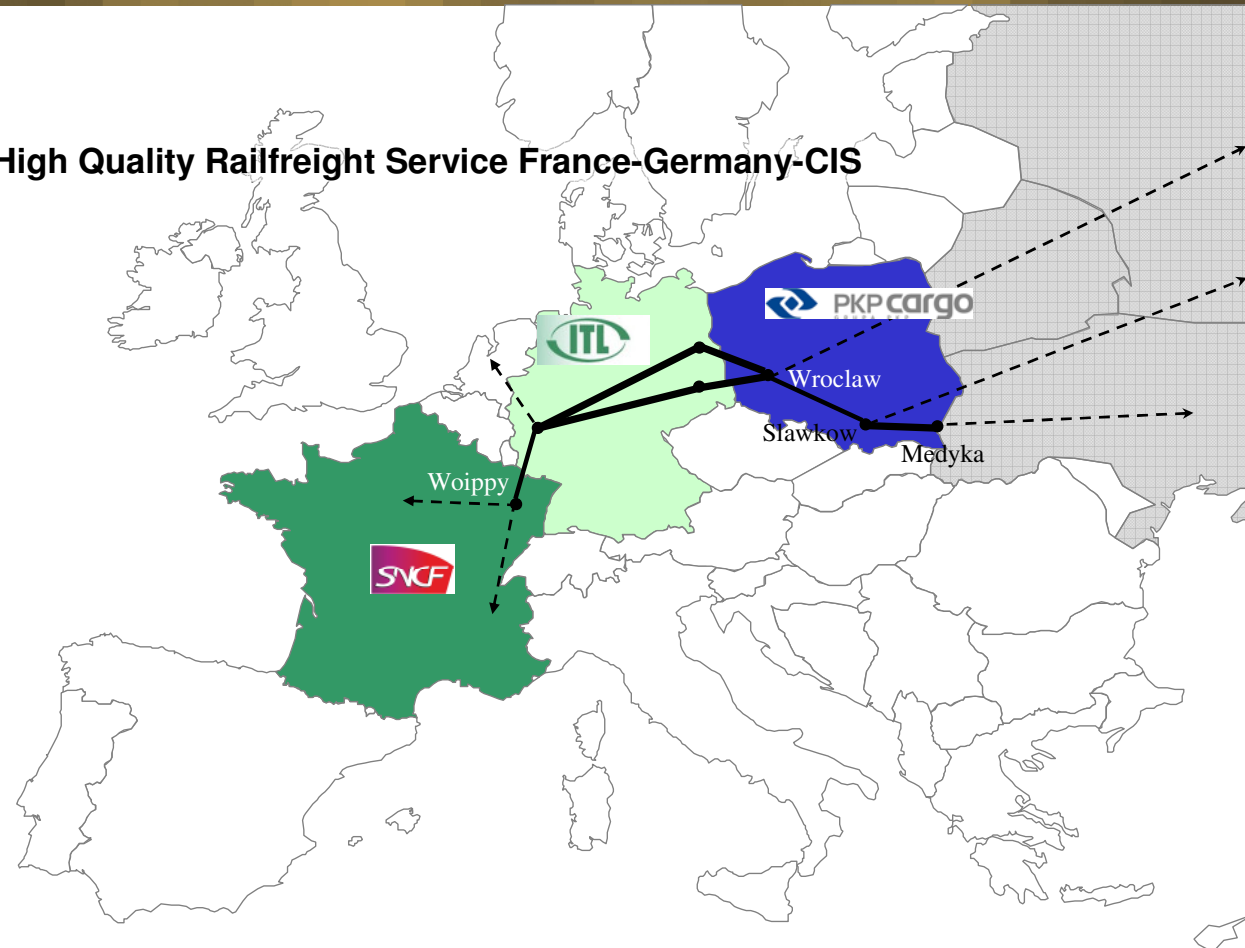 High Quality Railfreight Service France-Germany-CIS
PKP cargo
ITL
Wroclaw
Slawkow
Medyka
Woippy
SNCF